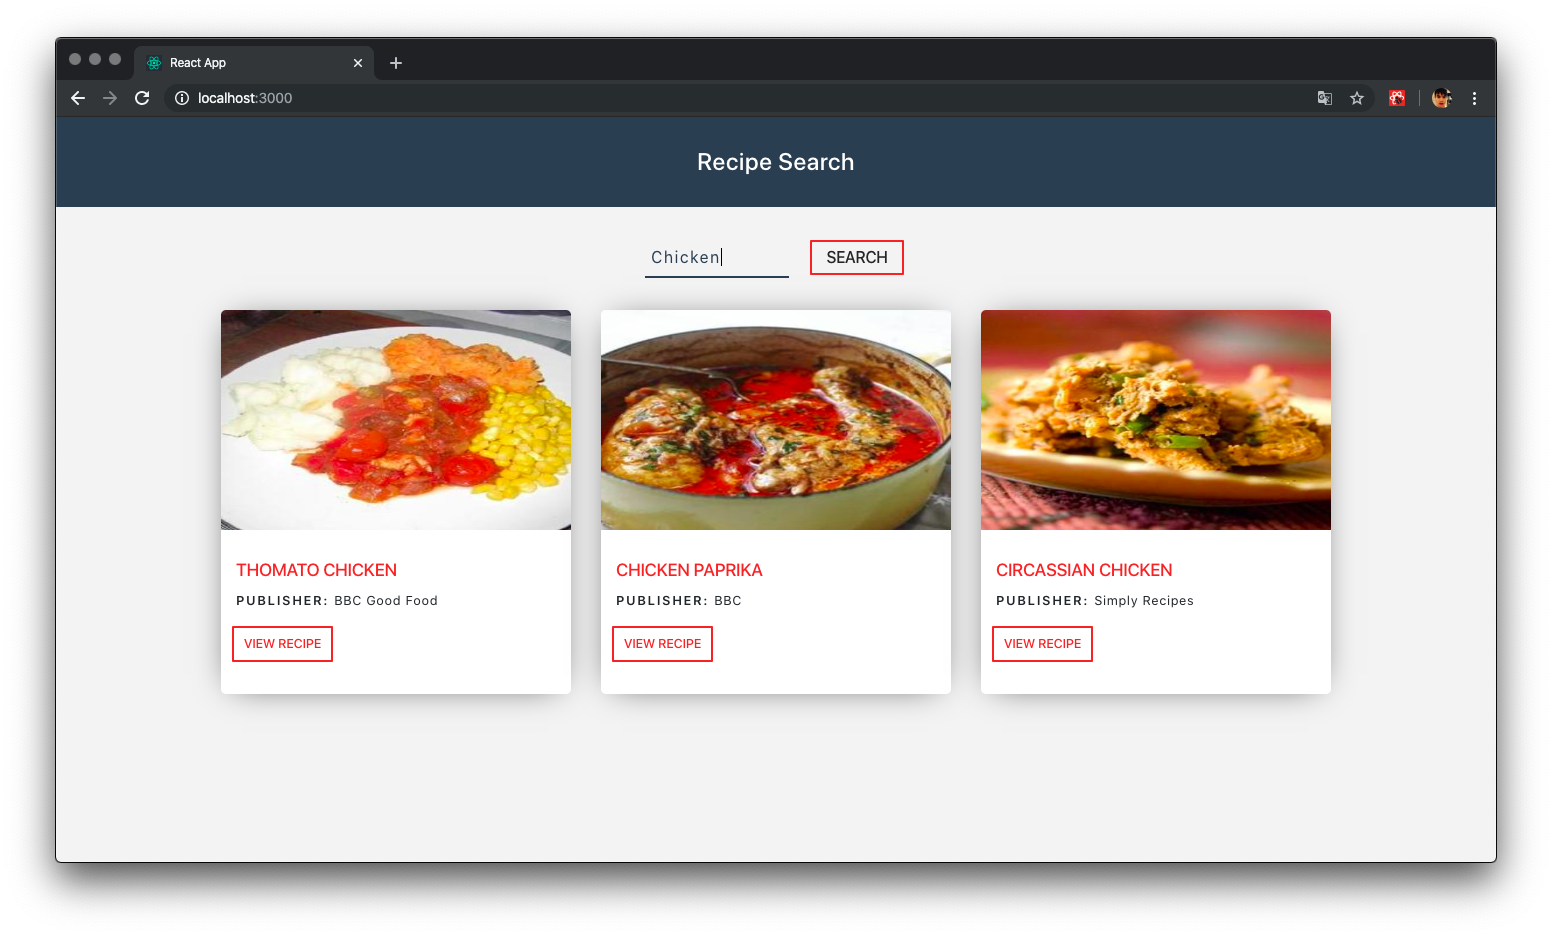 React App
localhost:3000
Recipe Search
Chicken
SEARCH
THOMATO CHICKEN
PUBLISHER: BBC Good Food
VIEW RECIPE
CHICKEN PAPRIKA
PUBLISHER: BBC
VIEW RECIPE
CIRCASSIAN CHICKEN
PUBLISHER: Simply Recipes
VIEW RECIPE